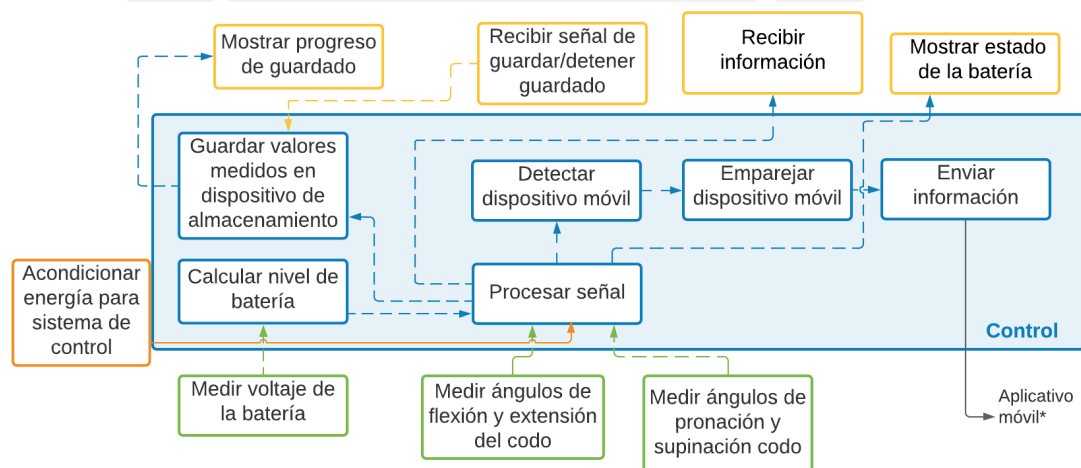 Mostrar progreso
de guardado
Recibir señal de
guardar/detener
guardado
Recibir
información
Mostrar estado
de la batería
Guardar valores
medidos en
dispositivo de
almacenamiento
Detectar
dispositivo móvil
Emparejar
dispositivo móvil
Enviar
información
Acondicionar
energía para
sistema de
control
Calcular nivel de
batería
Procesar señal
Control
Medir voltaje de
la batería
Medir ángulos de
flexión y extensión
del codo
Medir ángulos de
pronación y
supinación codo
Aplicativo
móvil*